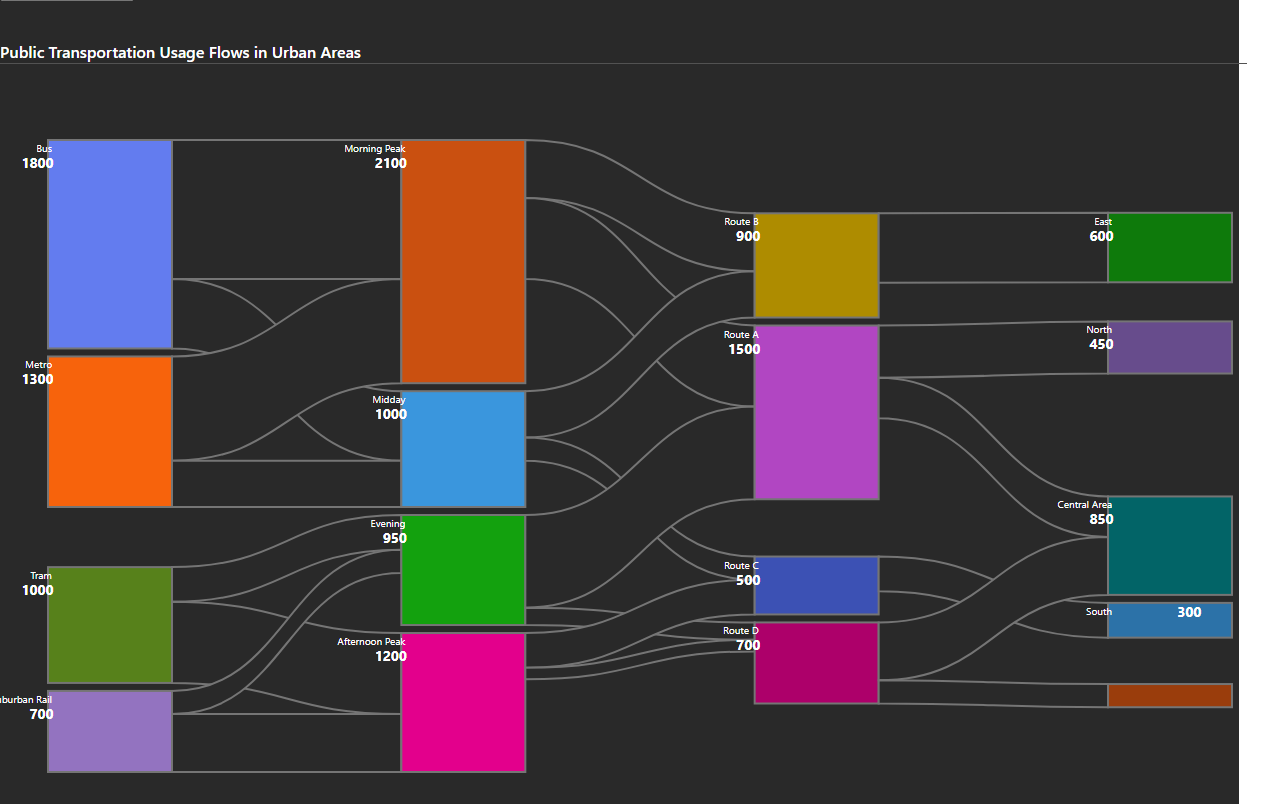 Public Transportation Usage Flows in Urban Areas
Bus
1800
Morning Peak
2100
Route B
900
East
600
Route A
1500
North
450
Metro
1300
Midday
1000
Central Area
850
Evening
950
Route C
500
Tram
1000
South
300
Route D
700
Afternoon Peak
1200
uburban Rail
700